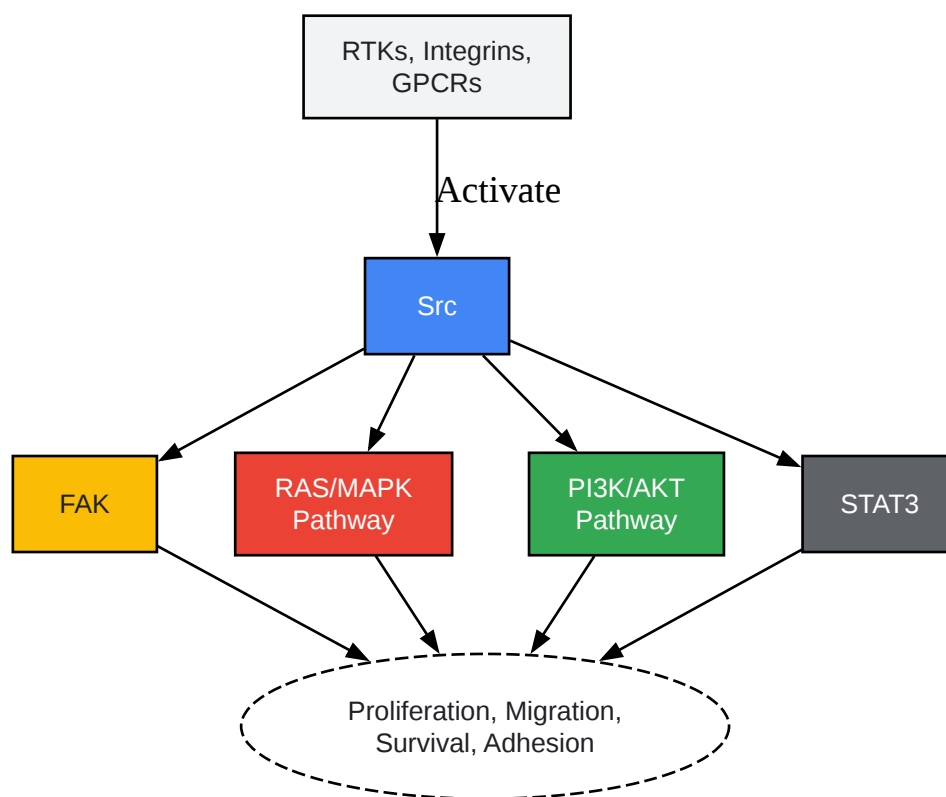 RTKs, Integrins,
GPCRs
Activate
Src
FAK
RAS/MAPK
Pathway
PI3K/AKT
Pathway
STAT3
Proliferation, Migration,
Survival, Adhesion